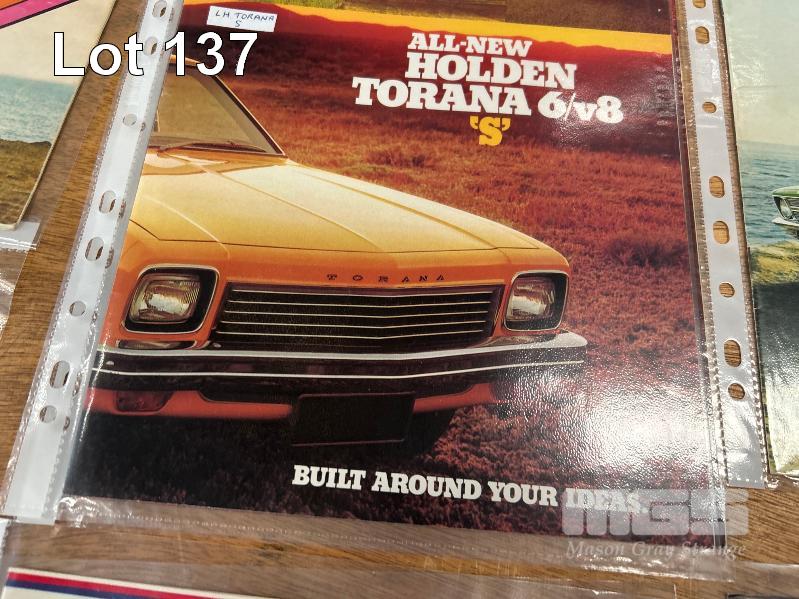 LH TORANA
S
Lot 137
ALL-NEW
HOLDEN
TORANA 6/v8
'S'
TORANA
BUILT AROUND YOUR IDEAS.
MGS
Mason Gray Strange